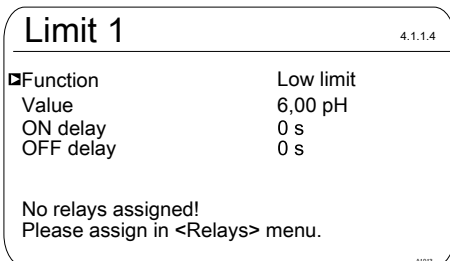 Limit 1 4.1.1.4
Function Low limit
Value 6,00 pH
ON delay 0 s
OFF delay 0 s
No relays assigned!
Please assign in <Relays> menu.